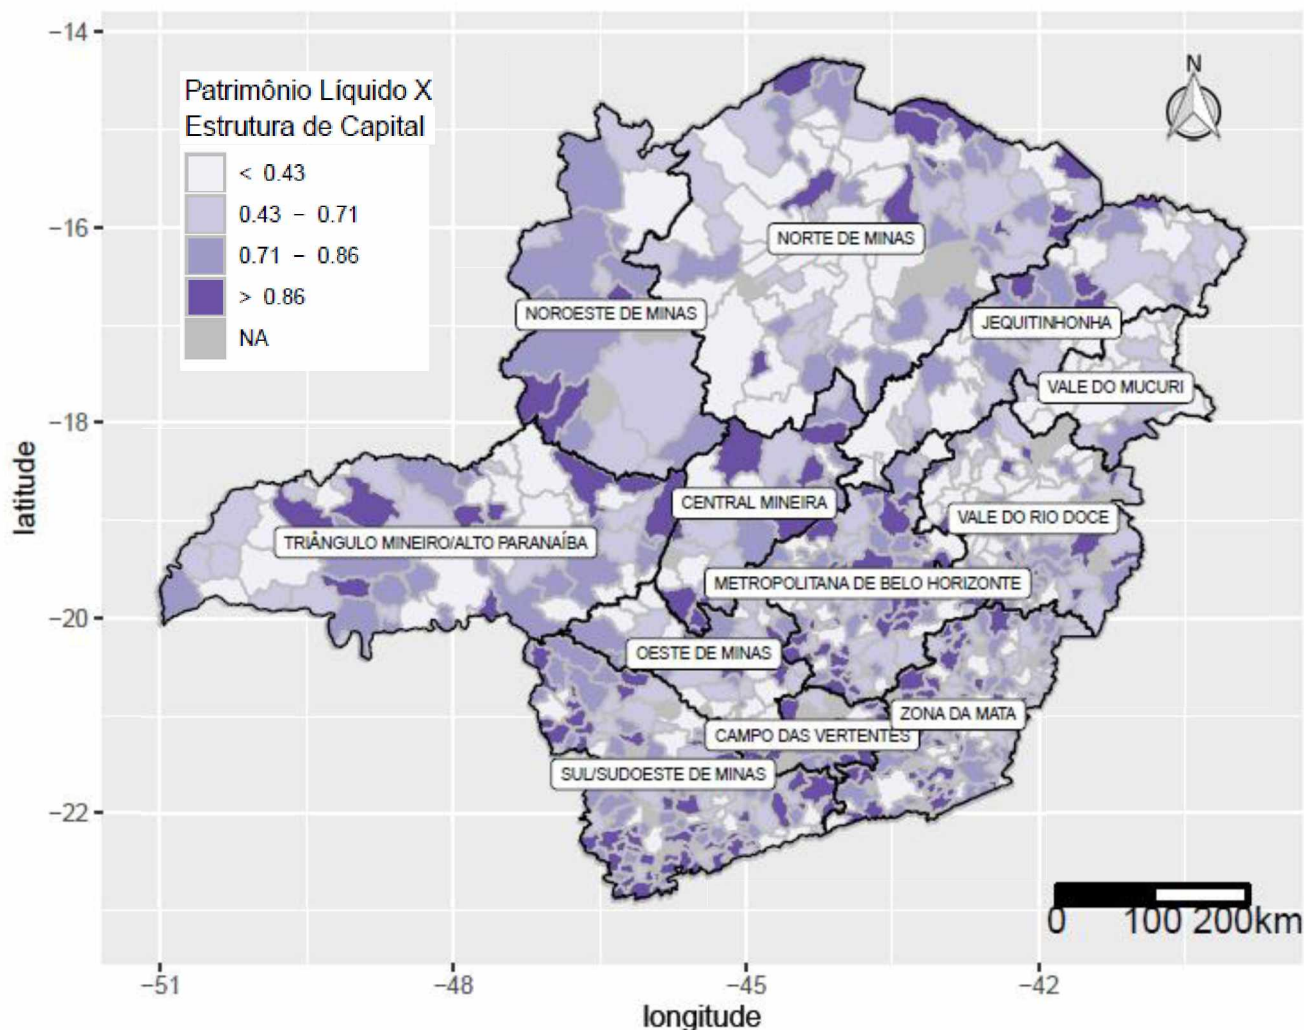 −14
−16
−18
−20
−22
latitude
Patrimônio Líquido X
Estrutura de Capital
< 0.43
0.43 − 0.71
0.71 − 0.86
> 0.86
NA
N
NORTE DE MINAS
NOROESTE DE MINAS
JEQUITINHONHA
VALE DO MUCURI
CENTRAL MINEIRA
VALE DO RIO DOCE
TRIÂNGULO MINEIRO/ALTO PARANAÍBA
METROPOLITANA DE BELO HORIZONTE
OESTE DE MINAS
ZONA DA MATA
CAMPO DAS VERTENTES
SUL/SUDOESTE DE MINAS
0 100 200km
−51 −48 −45 −42
longitude